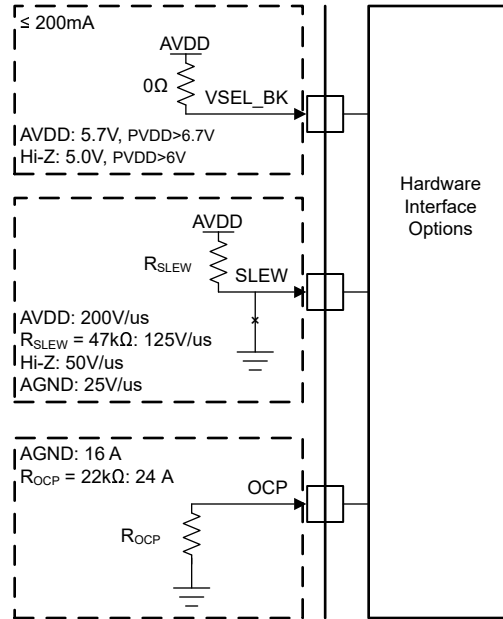 ≤ 200mA
AVDD
0Ω
VSEL_BK
AVDD: 5.7V, PVDD>6.7V
Hi-Z: 5.0V, PVDD>6V
Hardware
Interface
Options
AVDD
RSLEW
SLEW
AVDD: 200V/us
RSLEW = 47kΩ: 125V/us
Hi-Z: 50V/us
AGND: 25V/us
AGND: 16 A
ROCP = 22kΩ: 24 A
OCP
ROCP